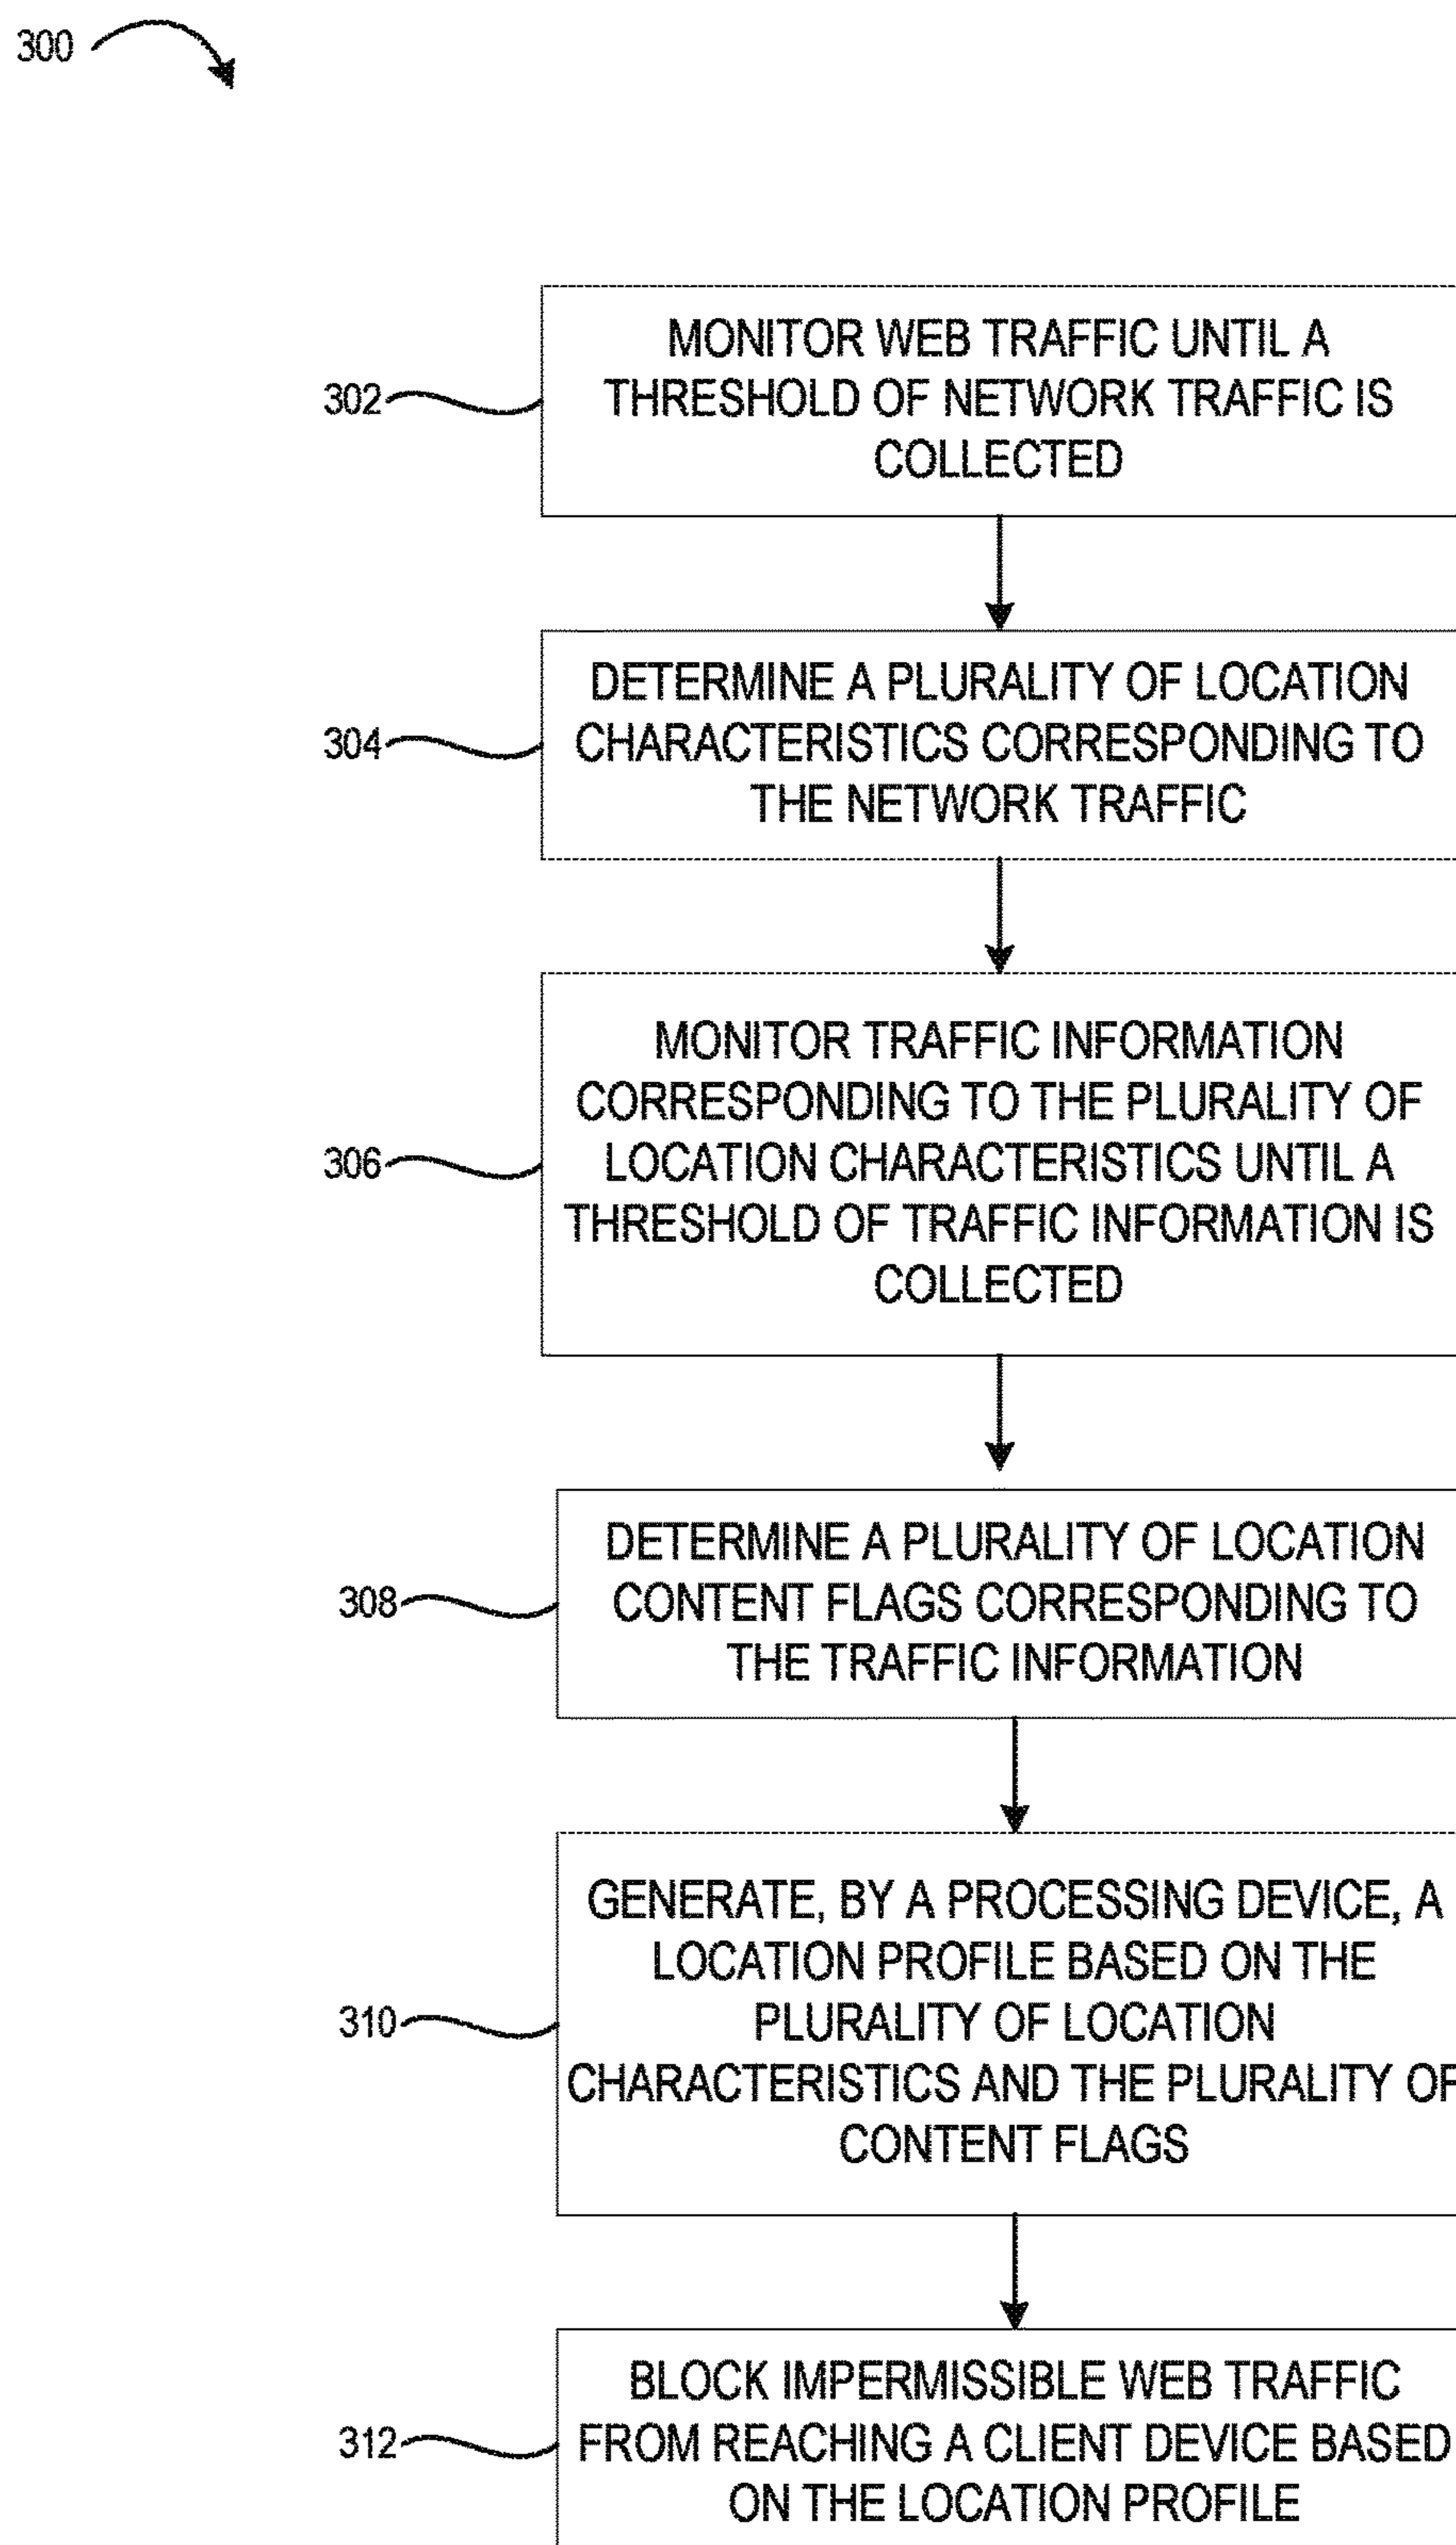 300
302
MONITOR WEB TRAFFIC UNTIL A
THRESHOLD OF NETWORK TRAFFIC IS
COLLECTED
304
DETERMINE A PLURALITY OF LOCATION
CHARACTERISTICS CORRESPONDING TO
THE NETWORK TRAFFIC
306
MONITOR TRAFFIC INFORMATION
CORRESPONDING TO THE PLURALITY OF
LOCATION CHARACTERISTICS UNTIL A
THRESHOLD OF TRAFFIC INFORMATION IS
COLLECTED
308
DETERMINE A PLURALITY OF LOCATION
CONTENT FLAGS CORRESPONDING TO
THE TRAFFIC INFORMATION
310
GENERATE, BY A PROCESSING DEVICE, A
LOCATION PROFILE BASED ON THE
PLURALITY OF LOCATION
CHARACTERISTICS AND THE PLURALITY OF
CONTENT FLAGS
312
BLOCK IMPERMISSIBLE WEB TRAFFIC
FROM REACHING A CLIENT DEVICE BASED
ON THE LOCATION PROFILE